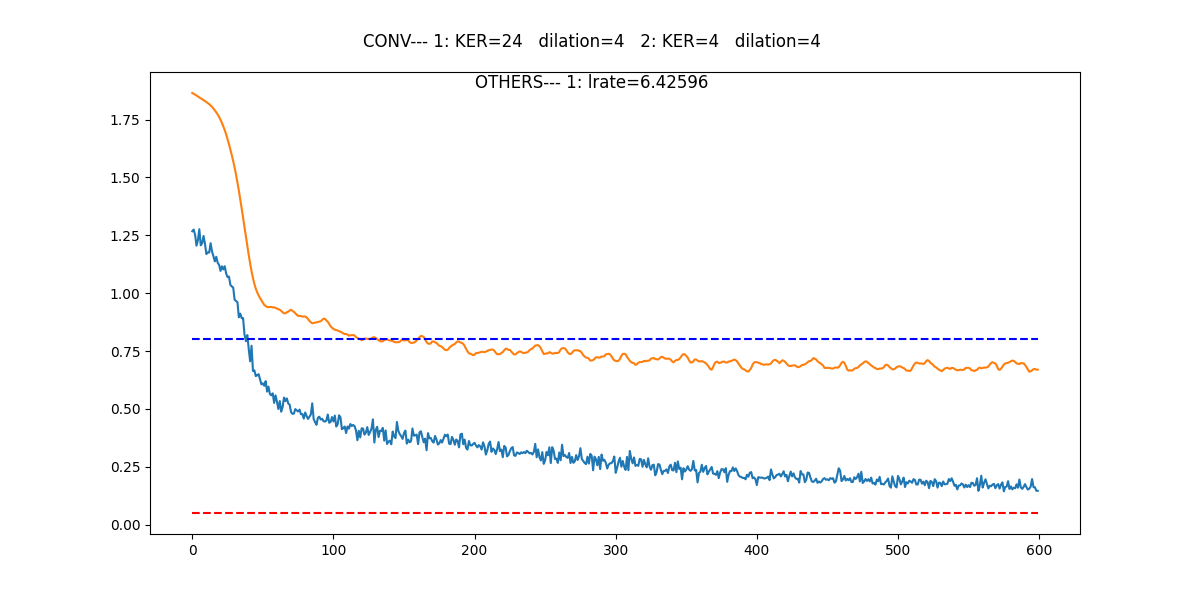 CONV--- 1: KER=24   dilation=4   2: KER=4   dilation=4
OTHERS--- 1: lrate=6.42596
1.75
1.50
1.25
1.00
0.75
0.50
0.25
0.00
0 100 200 300 400 500 600